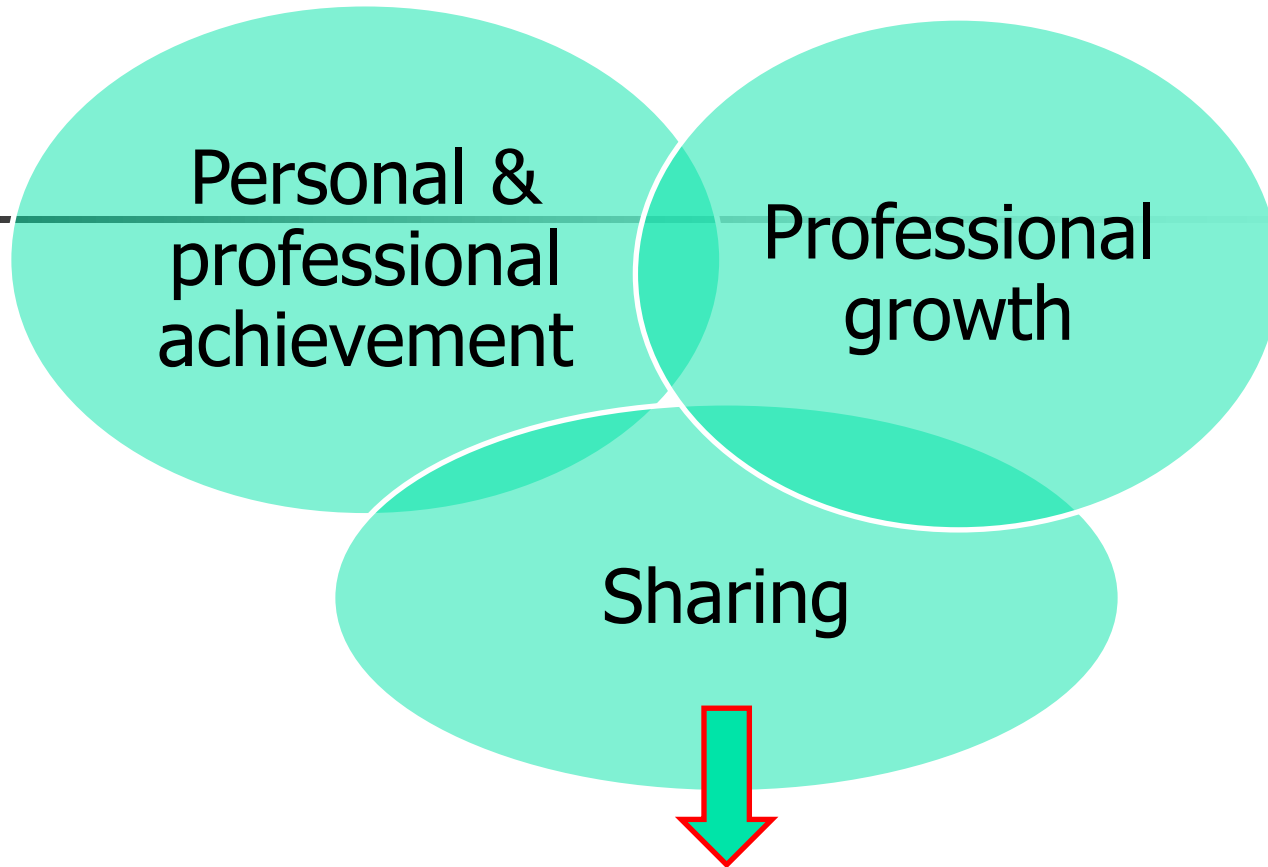 Personal &
professional
achievement
Professional
growth
Sharing